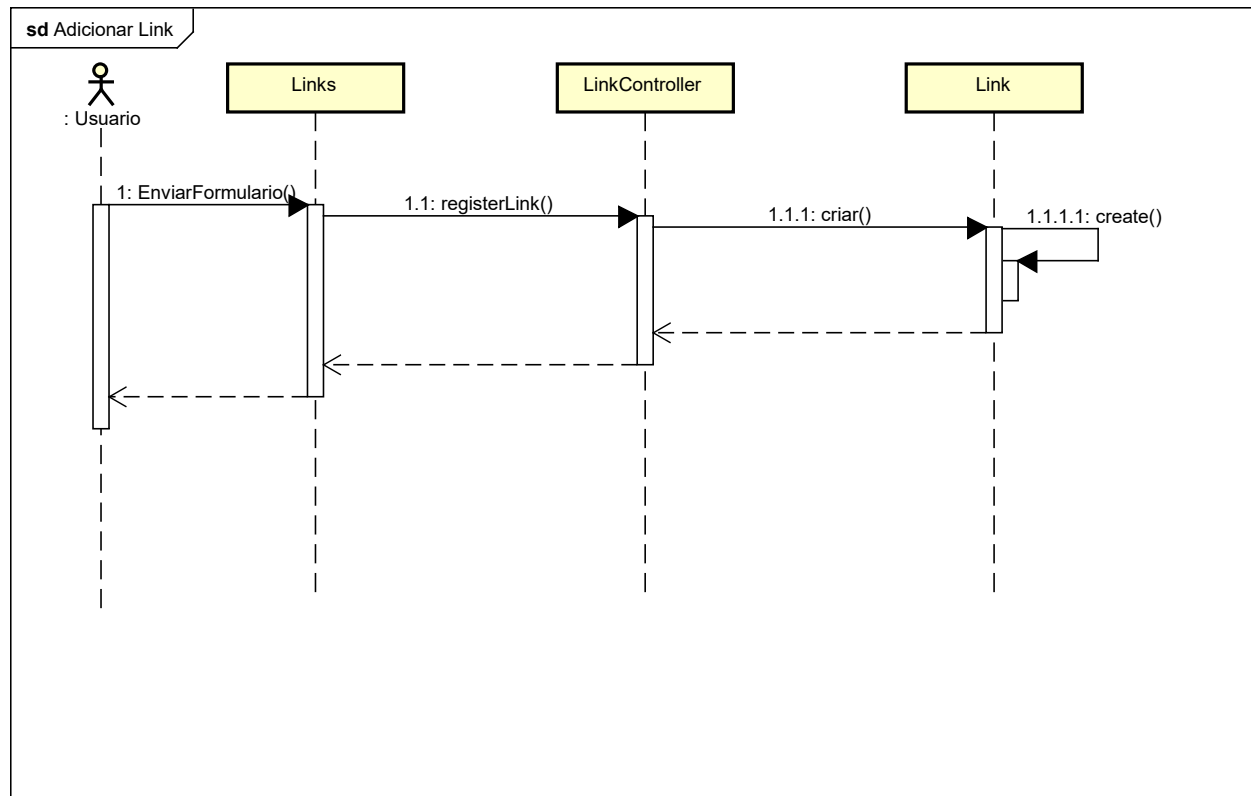 sd Adicionar Link
: Usuario
Links
LinkController
Link
1: EnviarFormulario()
1.1: registerLink()
1.1.1: criar()
1.1.1.1: create()